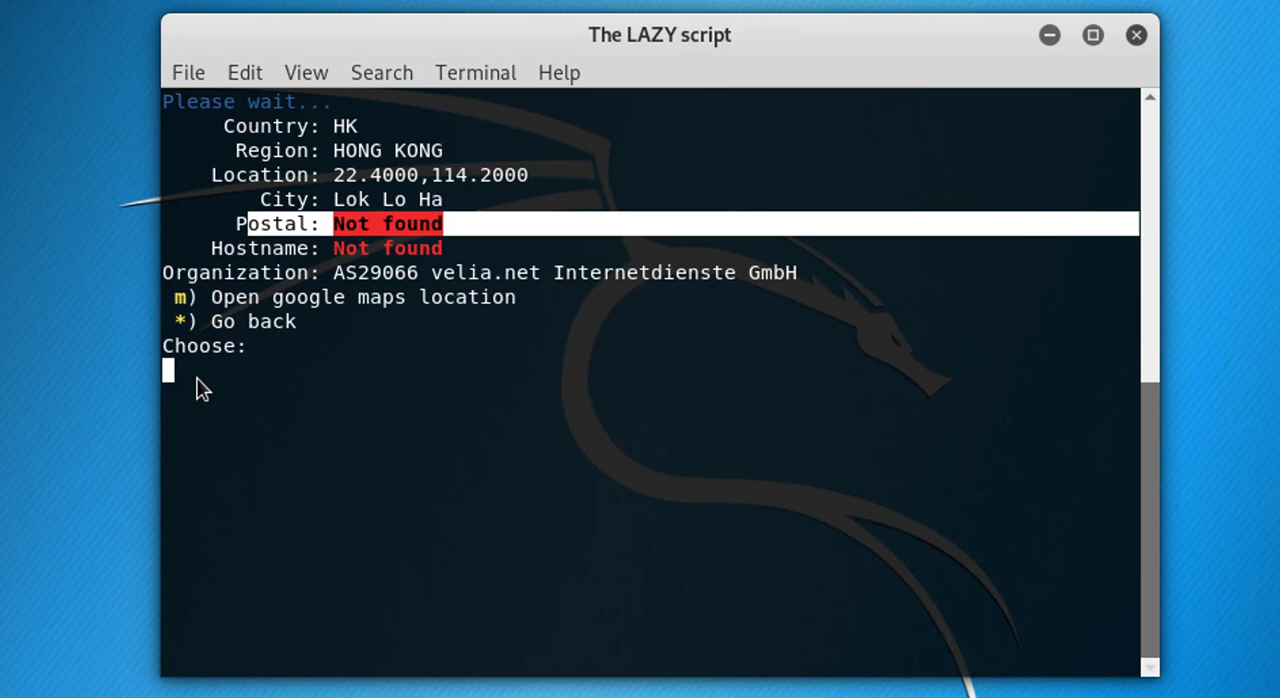 The LAZY script
File Edit View Search Terminal Help
Please wait...
Country: HK
Region: HONG KONG
Location: 22.4000,114.2000
City: Lok Lo Ha
Postal: Not found
Hostname: Not found
Organization: AS29066 velia.net Internetdienste GmbH
m) Open google maps location
*) Go back
Choose: